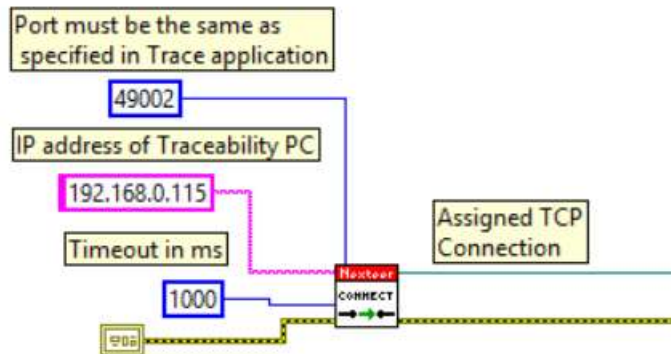 Port must be the same as
specified in Trace application
49002
IP address of Traceability PC
192.168.0.115
Assigned TCP
Connection
Timeout in ms
Nexteer
CONNECT
1000